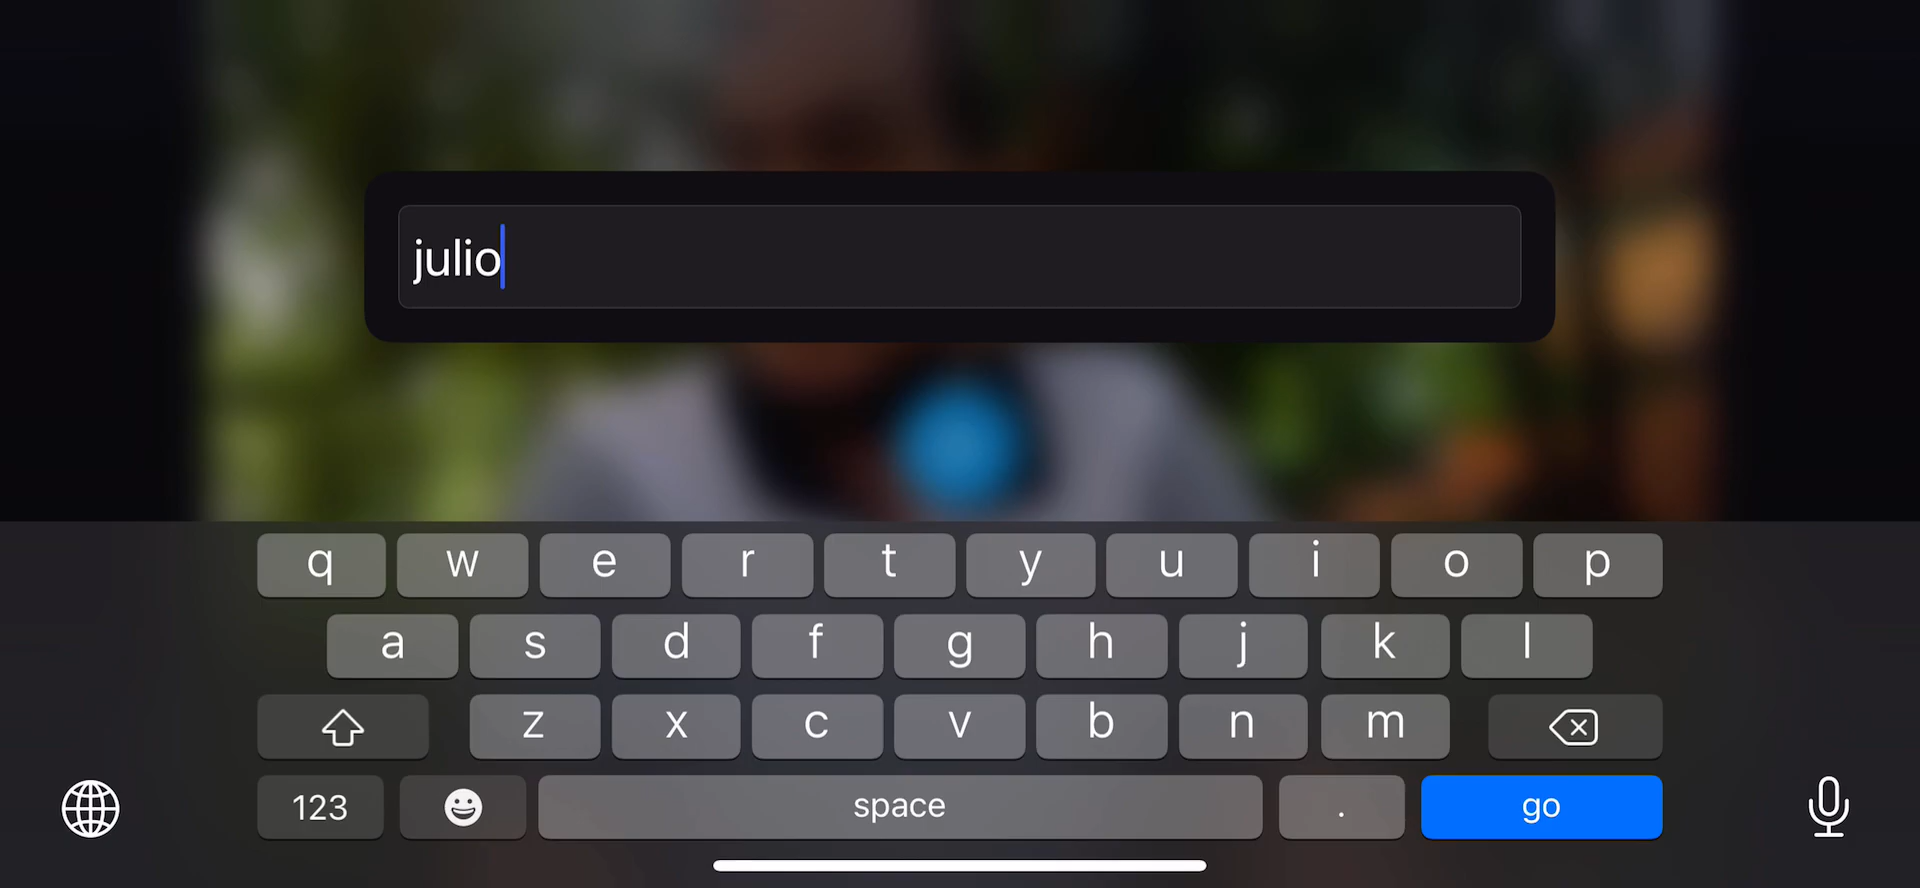 julio
q w e r t y u i o p
a s d f g h j k l
z x c v b n m
123 space . go